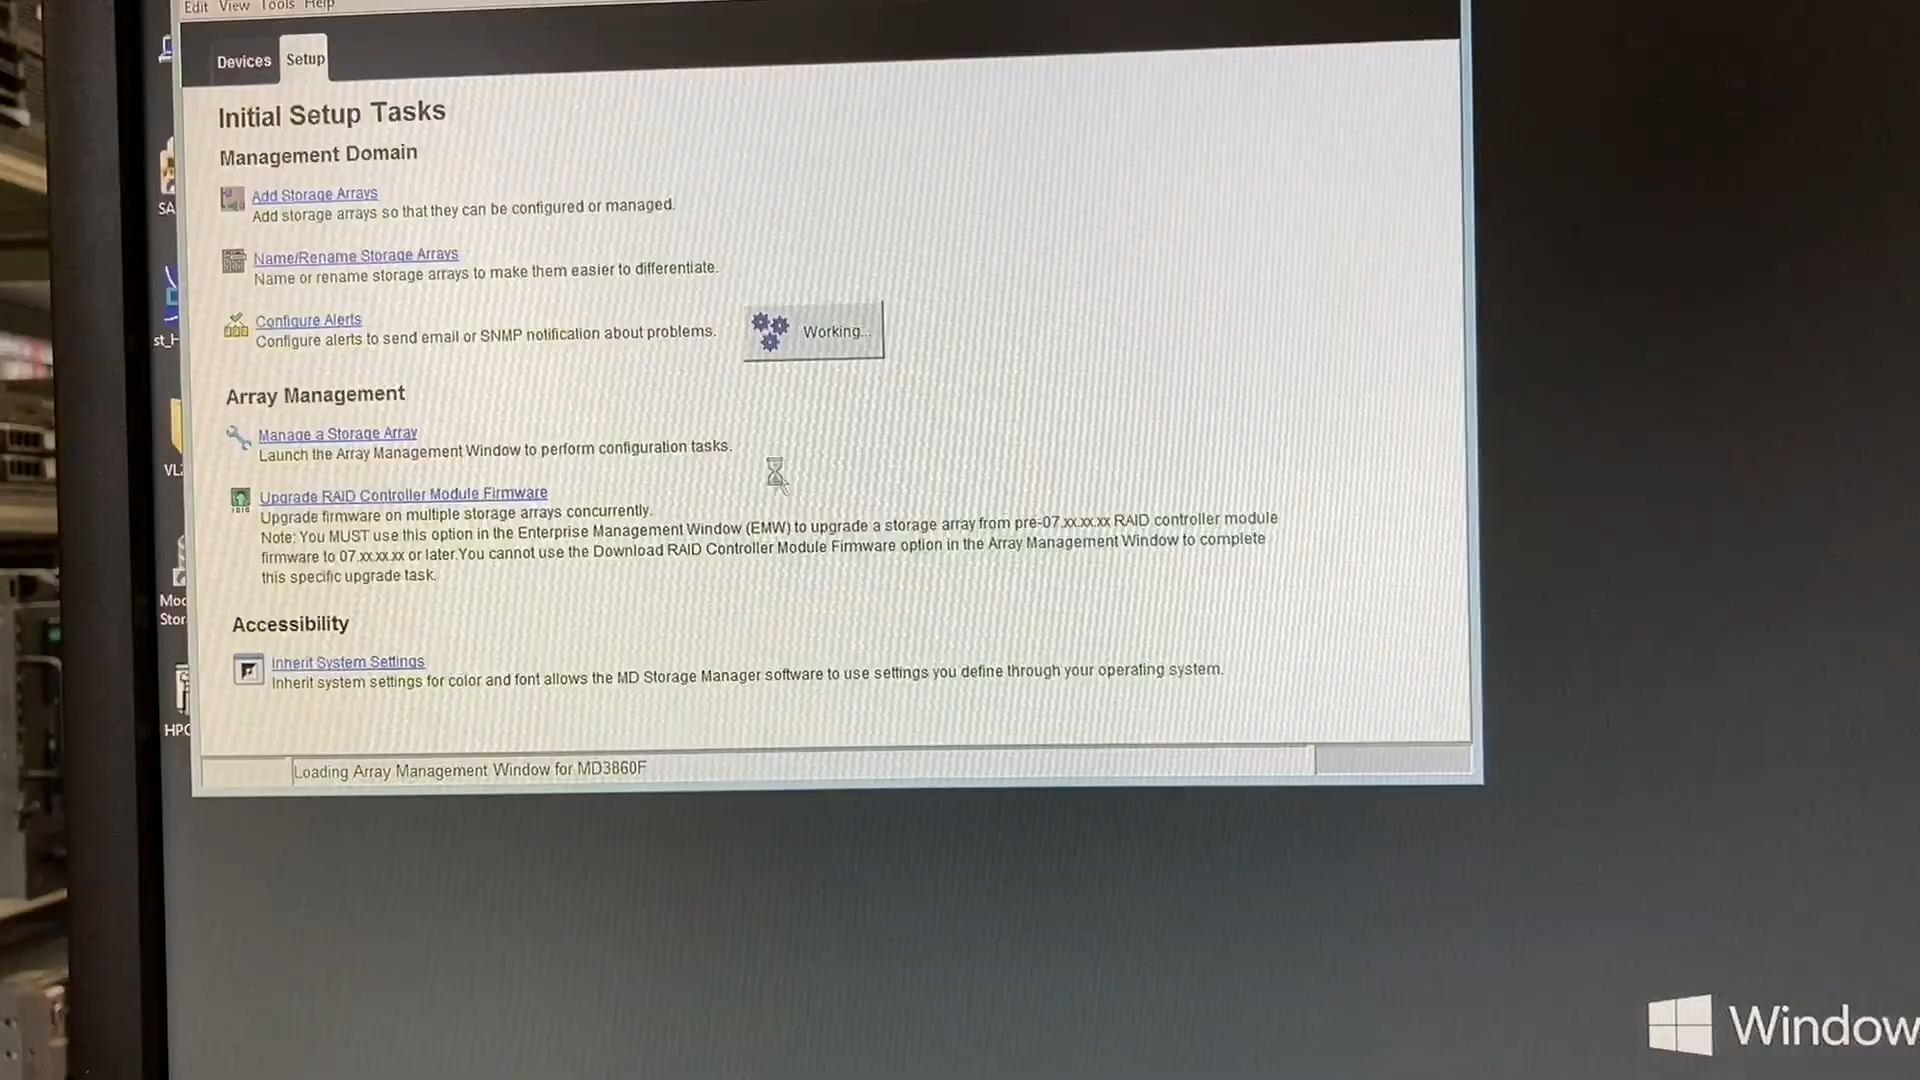 Edit View Tools Help
Devices Setup
Initial Setup Tasks
Management Domain
Add Storage Arrays
Add storage arrays so that they can be configured or managed.
Name/Rename Storage Arrays
Name or rename storage arrays to make them easier to differentiate.
Configure Alerts
Configure alerts to send email or SNMP notification about problems.
Working...
Array Management
Manage a Storage Array
Launch the Array Management Window to perform configuration tasks.
Upgrade RAID Controller Module Firmware
Upgrade firmware on multiple storage arrays concurrently.
Note: You MUST use this option in the Enterprise Management Window (EMW) to upgrade a storage array from pre-07.xx.xx.xx RAID controller module
firmware to 07.xx.xx.xx or later.You cannot use the Download RAID Controller Module Firmware option in the Array Management Window to complete
this specific upgrade task.
Accessibility
Inherit System Settings
Inherit system settings for color and font allows the MD Storage Manager software to use settings you define through your operating system.
Loading Array Management Window for MD3860F
SA
st_H
VL
Mod
Stor
HPC
Window